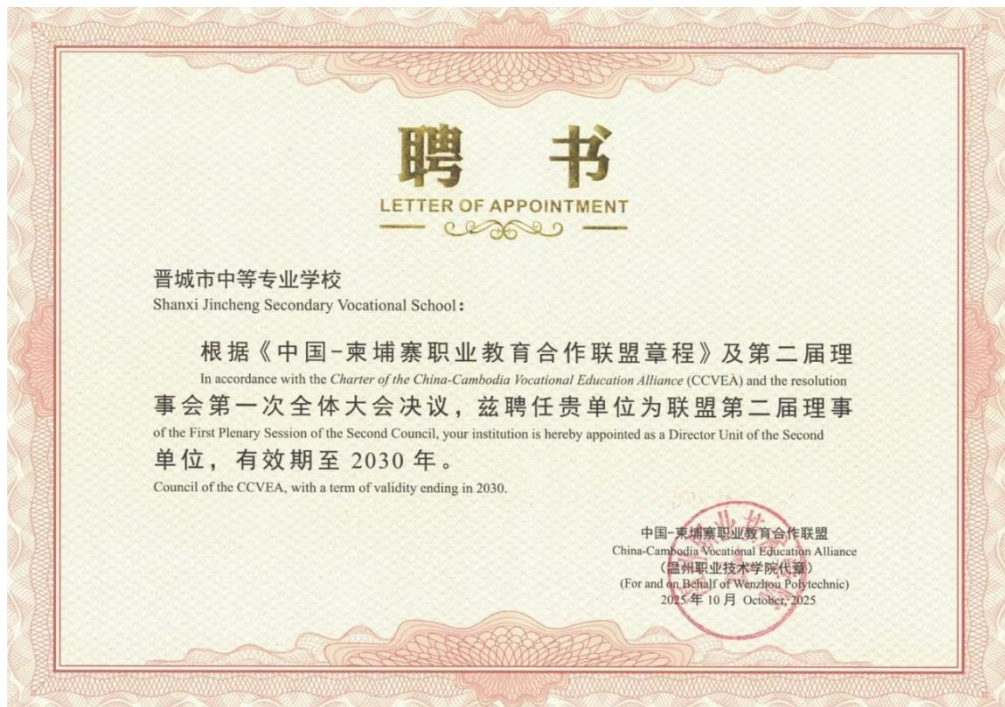 聘 书
LETTER OF APPOINTMENT
晋城市中等专业学校
Shanxi Jincheng Secondary Vocational School：
根据《中国-柬埔寨职业教育合作联盟章程》及第二届理
In accordance with the Charter of the China-Cambodia Vocational Education Alliance (CCVEA) and the resolution
事会第一次全体大会决议，兹聘任贵单位为联盟第二届理事
of the First Plenary Session of the Second Council, your institution is hereby appointed as a Director Unit of the Second
单位，有效期至 2030 年。
Council of the CCVEA, with a term of validity ending in 2030.
中国-柬埔寨职业教育合作联盟
China-Cambodia Vocational Education Alliance
（温州职业技术学院代章）
(For and on Behalf of Wenzhou Polytechnic)
2025 年 10 月 October, 2025